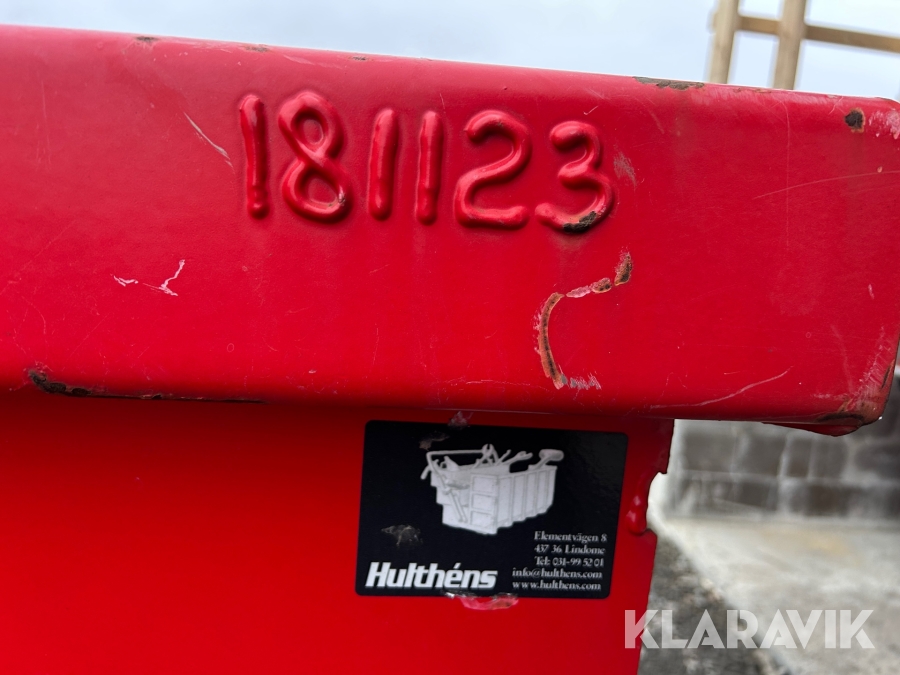 181123
Elementvägen 8
437 36 Lindome
Tel: 031-99 52 01
info@hulthens.com
www.hulthens.com
Hulthéns
KLARAVIK